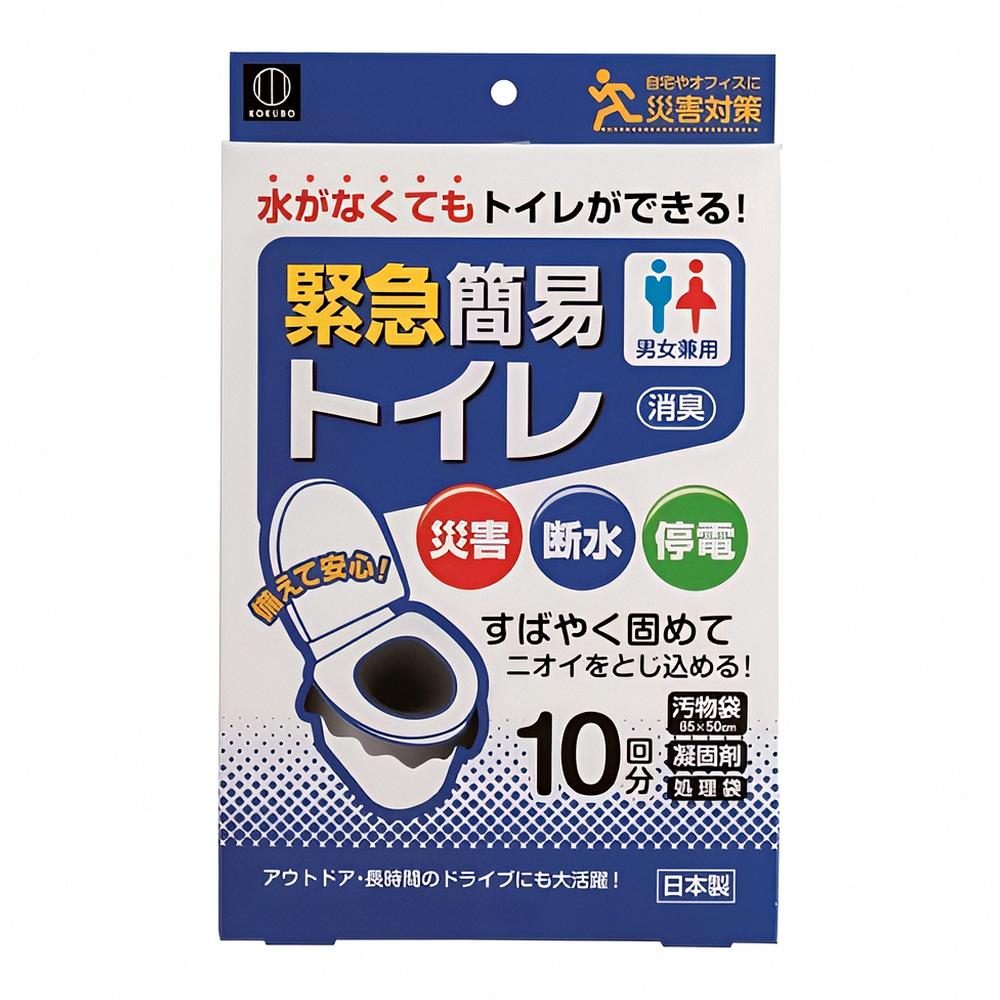 KOKUBO
自宅やオフィスに
災害対策
水がなくてもトイレができる!
緊急簡易
トイレ
男女兼用
消臭
災害
断水
停電
備えて安心!
すばやく固めて
ニオイをとじ込める!
10回分
汚物袋
65×50cm
凝固剤
処理袋
アウトドア・長時間のドライブにも大活躍!
日本製